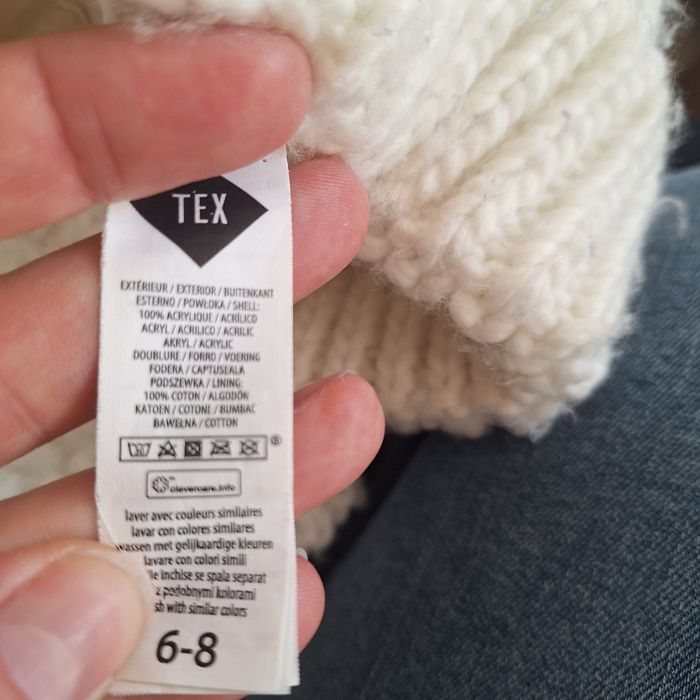 TEX
EXTÉRIEUR / EXTERIOR / BUITENKANT
ESTERNO / POWŁOKA / SHELL:
100% ACRYLIQUE / ACRÍLICO
ACRYL / ACRILICO / ACRILIC
AKRYL / ACRYLIC
DOUBLURE / FORRO / VOERING
FODERA / CAPTUSEALA
PODSZEWKA / LINING:
100% COTON / ALGODÓN
KATOEN / COTONE / BUMBAC
BAWEŁNA / COTTON
®
clevercare.info
laver avec couleurs similaires
lavar con colores similares
wassen met gelijkaardige kleuren
lavare con colori simili
inchise se spala separat
podobnymi kolorami
with similar colors
6-8